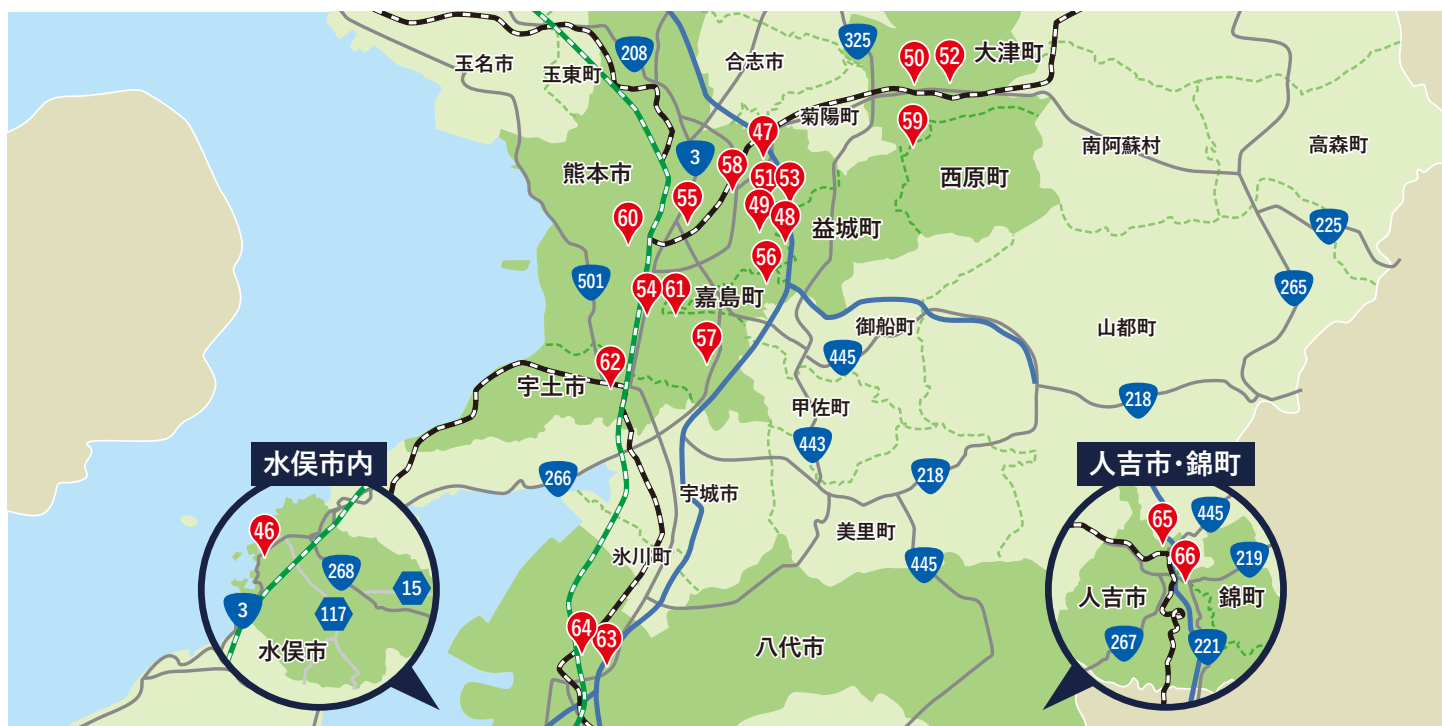 325
208
50
52
大津町
合志市
玉名市
玉東町
菊陽町
59
47
南阿蘇村
高森町
3
58
熊本市
51
53
西原町
55
49
48
60
益城町
225
56
501
54
61
嘉島町
265
御船町
山都町
57
445
62
宇土市
218
甲佐町
443
水俣市内
人吉市・錦町
266
218
宇城市
46
65
445
美里町
氷川町
66
219
268
445
15
3
117
人吉市
錦町
64
63
267
221
水俣市
八代市